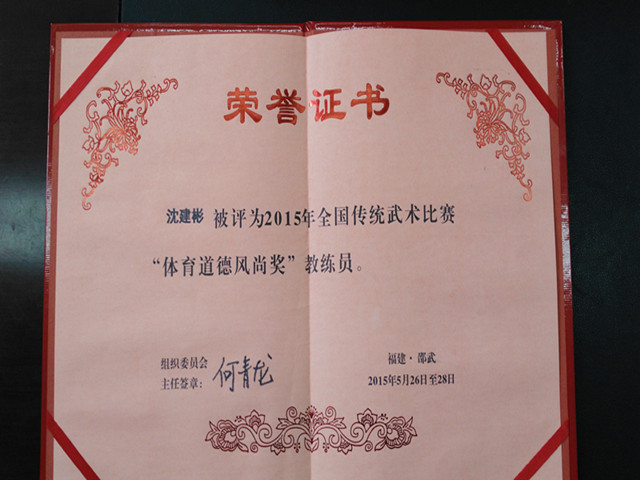 荣誉证书
沈建彬 被评为2015年全国传统武术比赛
“体育道德风尚奖”教练员。
组织委员会
主任签章：何青龙
福建·邵武
2015年5月26日至28日